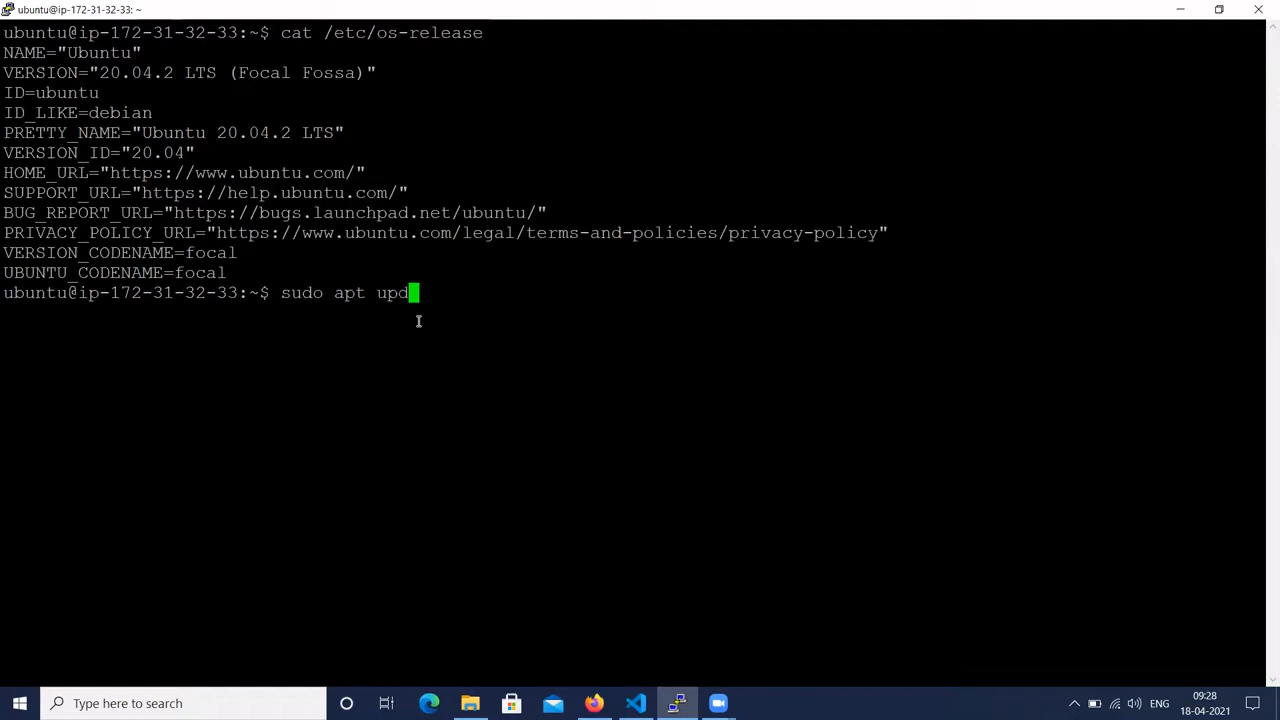 ubuntu@ip-172-31-32-33: ~
ubuntu@ip-172-31-32-33:~$ cat /etc/os-release
NAME="Ubuntu"
VERSION="20.04.2 LTS (Focal Fossa)"
ID=ubuntu
ID_LIKE=debian
PRETTY_NAME="Ubuntu 20.04.2 LTS"
VERSION_ID="20.04"
HOME_URL="https://www.ubuntu.com/"
SUPPORT_URL="https://help.ubuntu.com/"
BUG_REPORT_URL="https://bugs.launchpad.net/ubuntu/"
PRIVACY_POLICY_URL="https://www.ubuntu.com/legal/terms-and-policies/privacy-policy"
VERSION_CODENAME=focal
UBUNTU_CODENAME=focal
ubuntu@ip-172-31-32-33:~$ sudo apt upd
Type here to search
ENG
09:28
18-04-2021